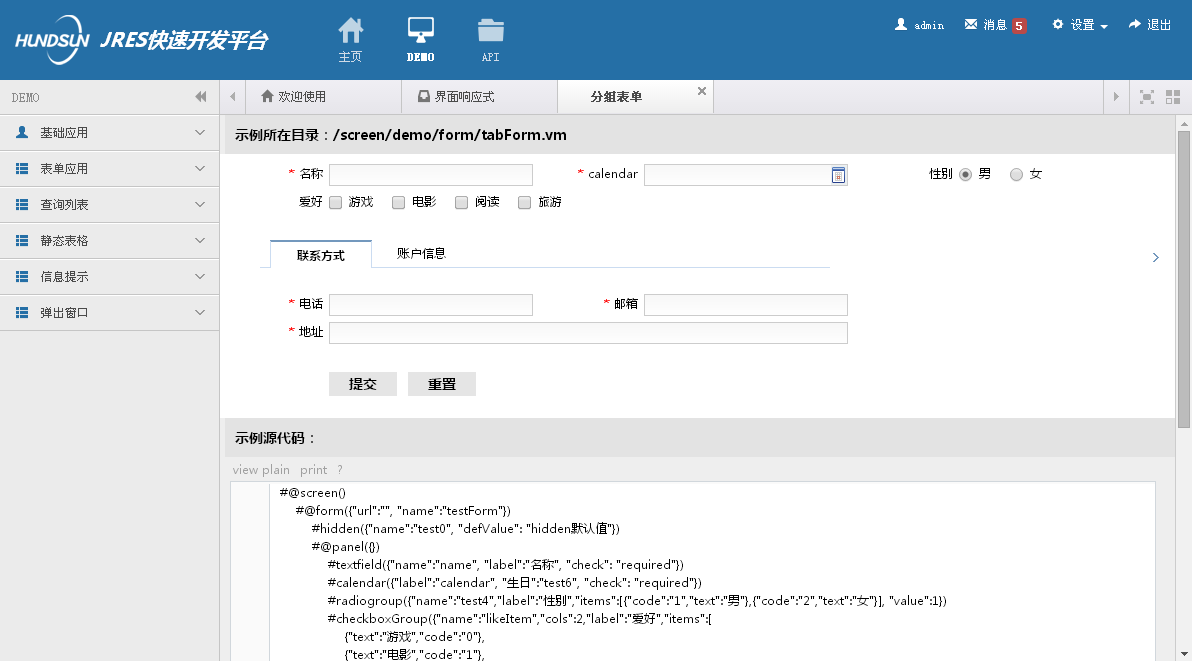 HUNDSUN JRES快速开发平台
主页
DEMO
API
admin
消息 5
设置
退出
DEMO
欢迎使用
界面响应式
分组表单
基础应用
表单应用
查询列表
静态表格
信息提示
弹出窗口
示例所在目录：/screen/demo/form/tabForm.vm
* 名称
* calendar
性别 男 女
爱好 游戏 电影 阅读 旅游
联系方式
账户信息
* 电话
* 邮箱
* 地址
提交
重置
示例源代码：
view plain print ?
#@screen()
#@form({"url":"", "name":"testForm"})
#hidden({"name":"test0", "defValue": "hidden默认值"})
#@panel({})
#textfield({"name":"name", "label":"名称", "check": "required"})
#calendar({"label":"calendar", "生日":"test6", "check": "required"})
#radiogroup({"name":"test4","label":"性别","items":[{"code":"1","text":"男"},{"code":"2","text":"女"}], "value":1})
#checkboxGroup({"name":"likeItem","cols":2,"label":"爱好","items":[
{"text":"游戏","code":"0"},
{"text":"电影","code":"1"},